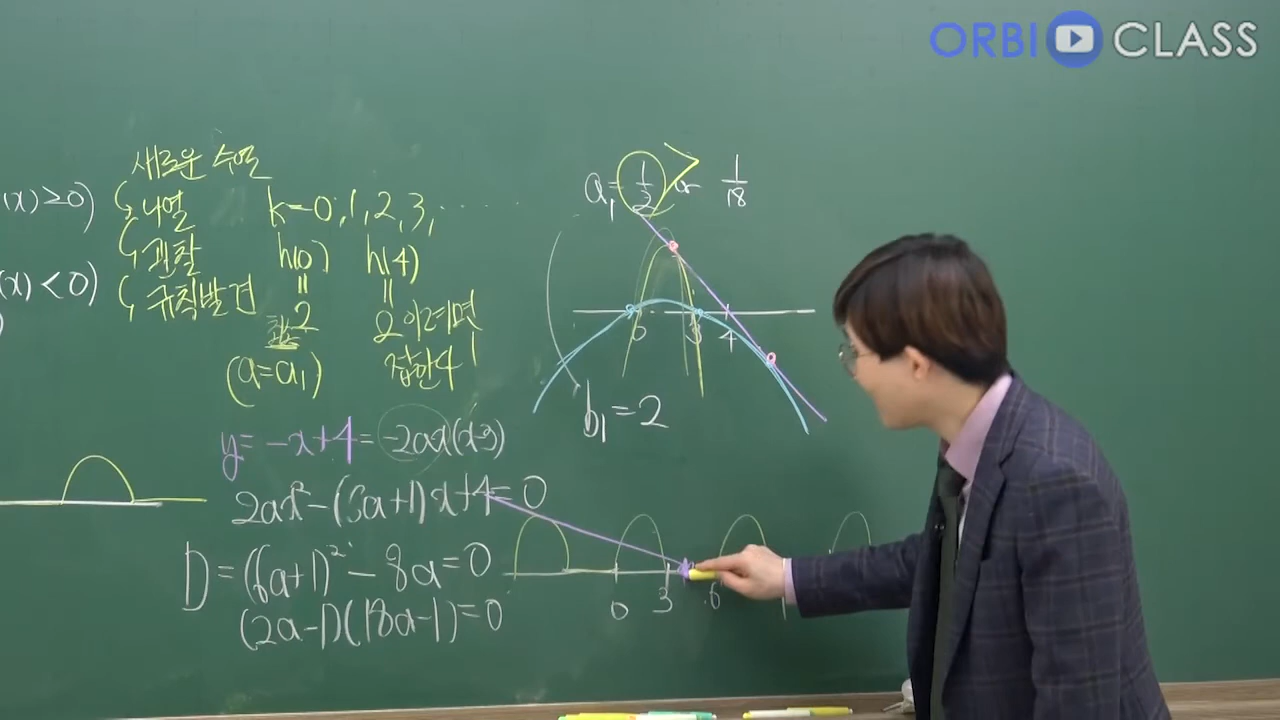 ORBI CLASS
새로운 수열
(x) ≥0)
나열
k=0,1,2,3,.....
관찰
h(0) h(4)
(x) <0)
규칙발견
=
=
2 2 이려면
(a=a₁) 접한다
y= -x+4= -2ax(x-3)
2ax²-(6a+1)x+4=0
D=(6a+1)²-8a=0
(2a-1)(18a-1)=0
a₁= 1/2 or 1/18
0 3 4
b₁=2
0 3 6